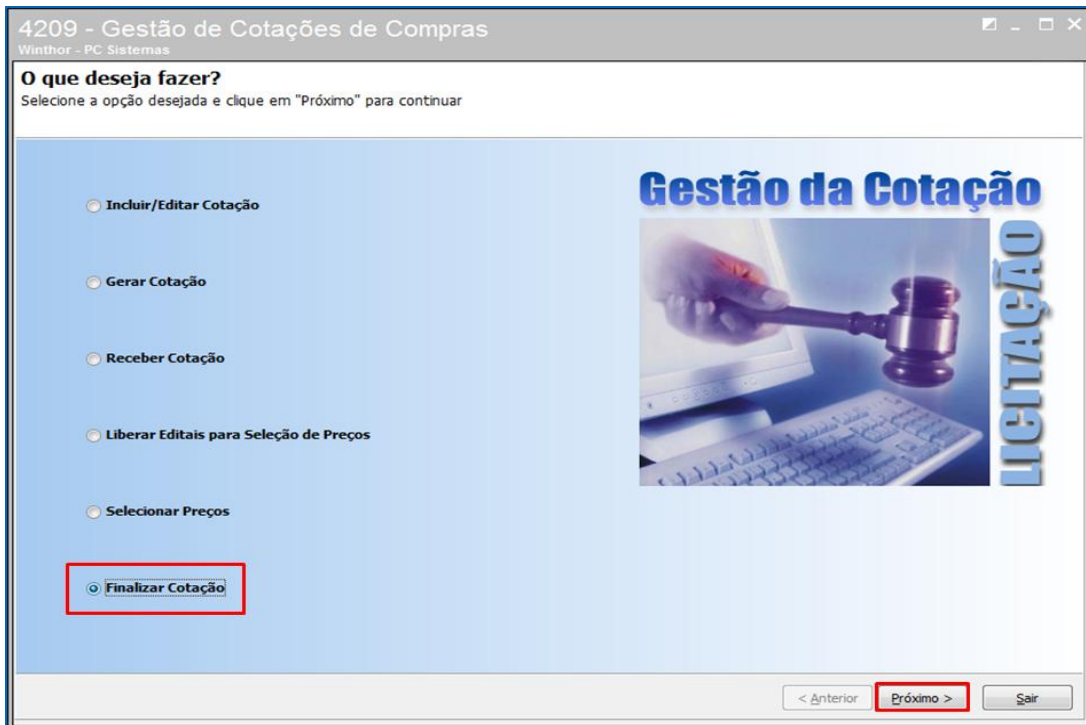 4209 - Gestão de Cotações de Compras
Winthor - PC Sistemas
O que deseja fazer?
Selecione a opção desejada e clique em "Próximo" para continuar
Incluir/Editar Cotação
Gerar Cotação
Receber Cotação
Liberar Editais para Seleção de Preços
Selecionar Preços
Finalizar Cotação
Gestão da Cotação
LICITAÇÃO
< Anterior
Próximo >
Sair